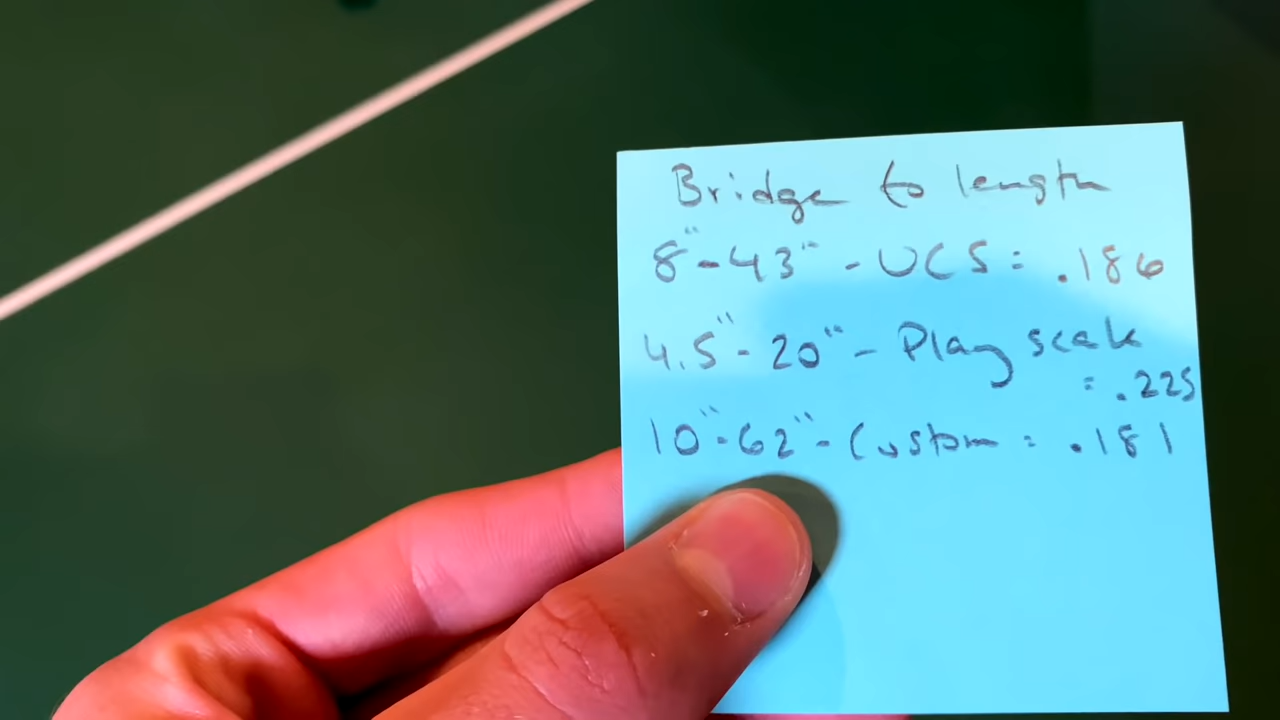 Bridge to length
8"-43" - UCS = .186
4.5"- 20" - Play scale
= .225
10"-62" - Custom = .181